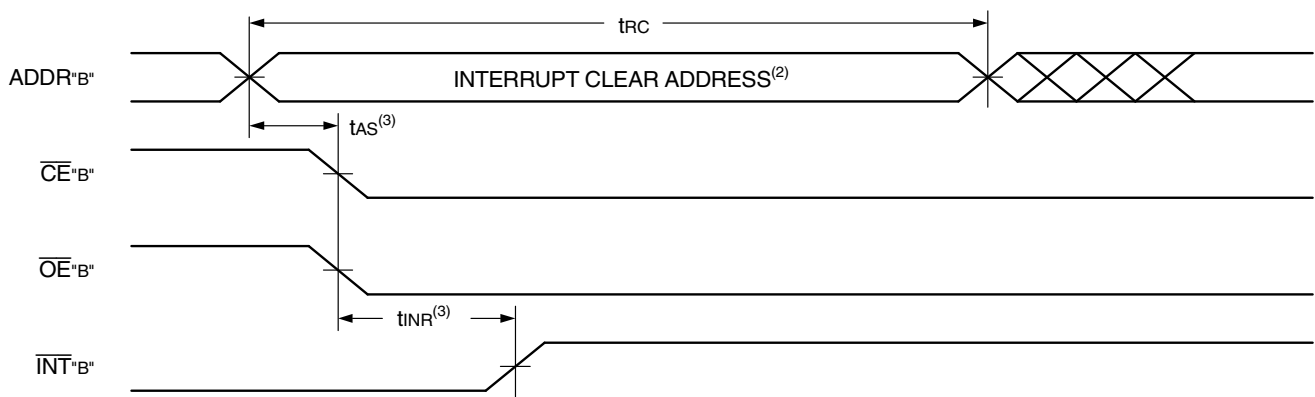 tRC
ADDR"B"
INTERRUPT CLEAR ADDRESS(2)
tAS(3)
CE"B"
OE"B"
tINR(3)
INT"B"